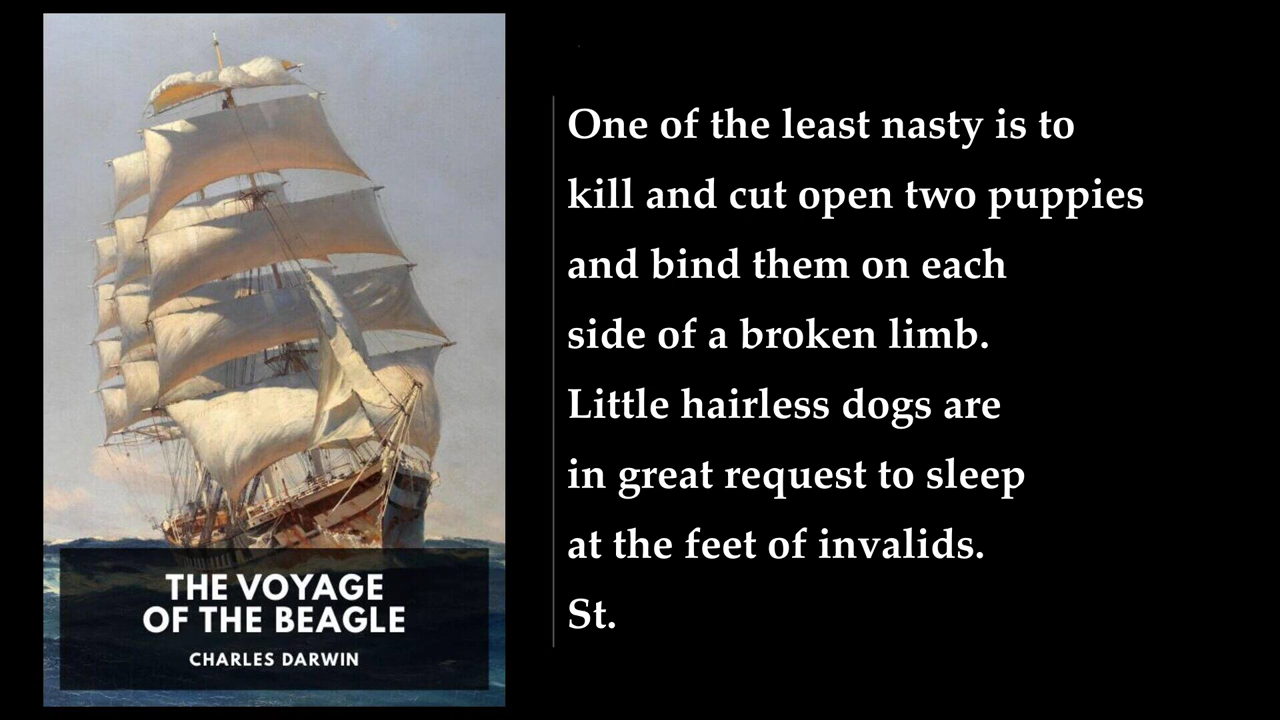 THE VOYAGE
OF THE BEAGLE
CHARLES DARWIN
One of the least nasty is to
kill and cut open two puppies
and bind them on each
side of a broken limb.
Little hairless dogs are
in great request to sleep
at the feet of invalids.
St.